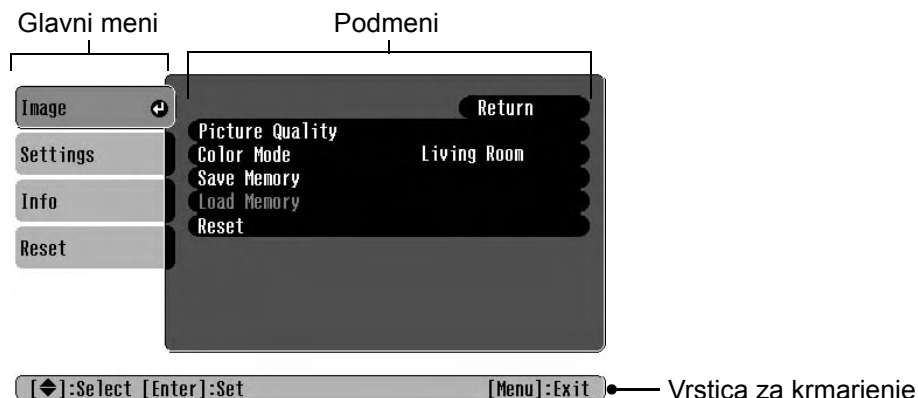 Glavni meni
Podmeni
Image
Settings
Info
Reset
Return
Picture Quality
Color Mode Living Room
Save Memory
Load Memory
Reset
[◆]:Select [Enter]:Set [Menu]:Exit
Vrstica za krmarjenje